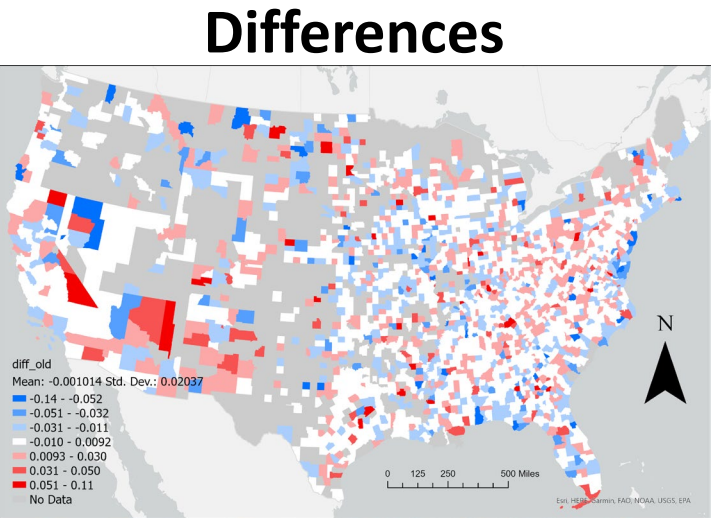 Differences
N
diff_old
Mean: -0.001014 Std. Dev.: 0.02037
-0.14 - -0.052
-0.051 - -0.032
-0.031 - -0.011
-0.010 - 0.0092
0.0093 - 0.030
0.031 - 0.050
0.051 - 0.11
No Data
0 125 250 500 Miles
Esri, HERE, Garmin, FAO, NOAA, USGS, EPA